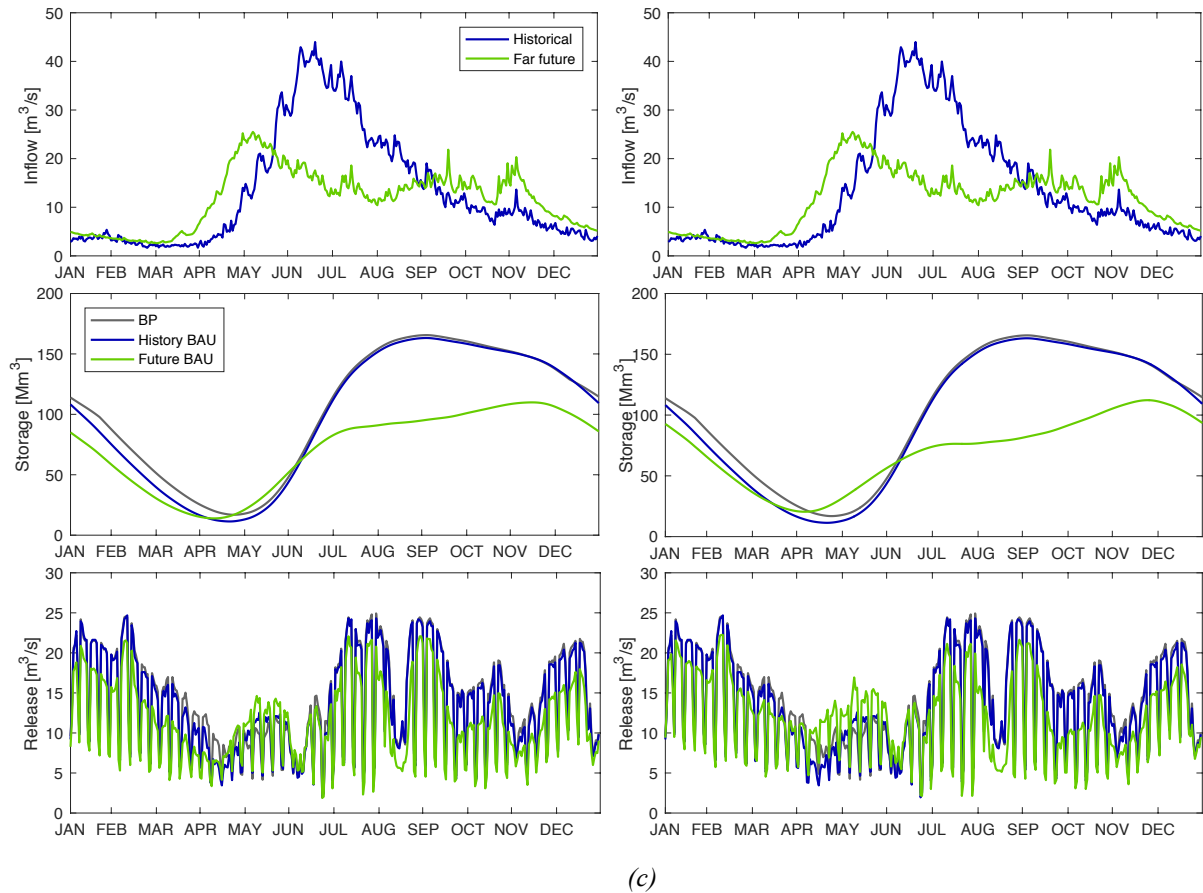 50
40
30
20
10
0
Inflow [m³/s]
Historical
Far future
JAN FEB MAR APR MAY JUN JUL AUG SEP OCT NOV DEC
50
40
30
20
10
0
Inflow [m³/s]
JAN FEB MAR APR MAY JUN JUL AUG SEP OCT NOV DEC
200
150
100
50
0
Storage [Mm³]
BP
History BAU
Future BAU
JAN FEB MAR APR MAY JUN JUL AUG SEP OCT NOV DEC
200
150
100
50
0
Storage [Mm³]
JAN FEB MAR APR MAY JUN JUL AUG SEP OCT NOV DEC
30
25
20
15
10
5
0
Release [m³/s]
JAN FEB MAR APR MAY JUN JUL AUG SEP OCT NOV DEC
30
25
20
15
10
5
0
Release [m³/s]
JAN FEB MAR APR MAY JUN JUL AUG SEP OCT NOV DEC
(c)